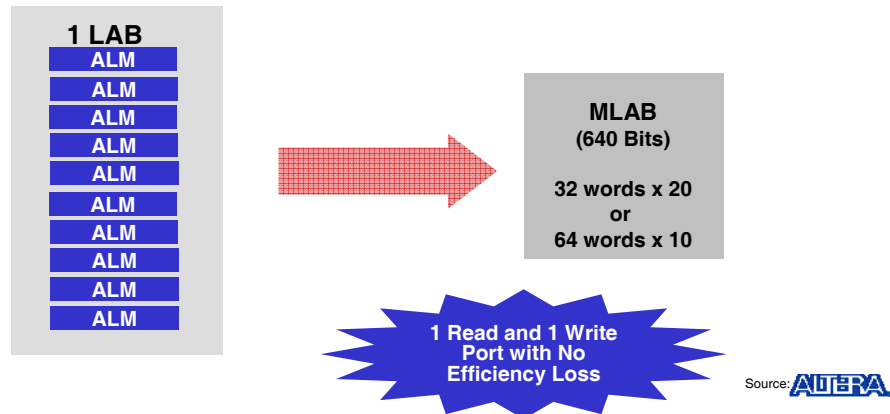 1 LAB
ALM
ALM
ALM
ALM
ALM
ALM
ALM
ALM
ALM
ALM
MLAB
(640 Bits)
32 words x 20
or
64 words x 10
1 Read and 1 Write
Port with No
Efficiency Loss
Source: ALTERA